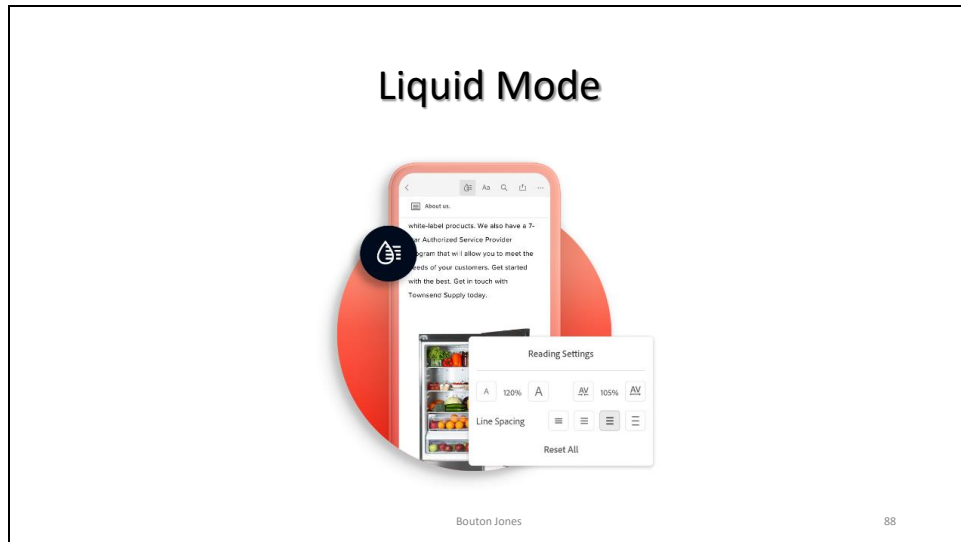 Liquid Mode
Aa
About us.
white-label products. We also have a 7-
ar Authorized Service Provider
ogram that will allow you to meet the
eeds of your customers. Get started
with the best. Get in touch with
Townsend Supply today.
Reading Settings
A 120% A AV 105% AV
Line Spacing
Reset All
Bouton Jones 88